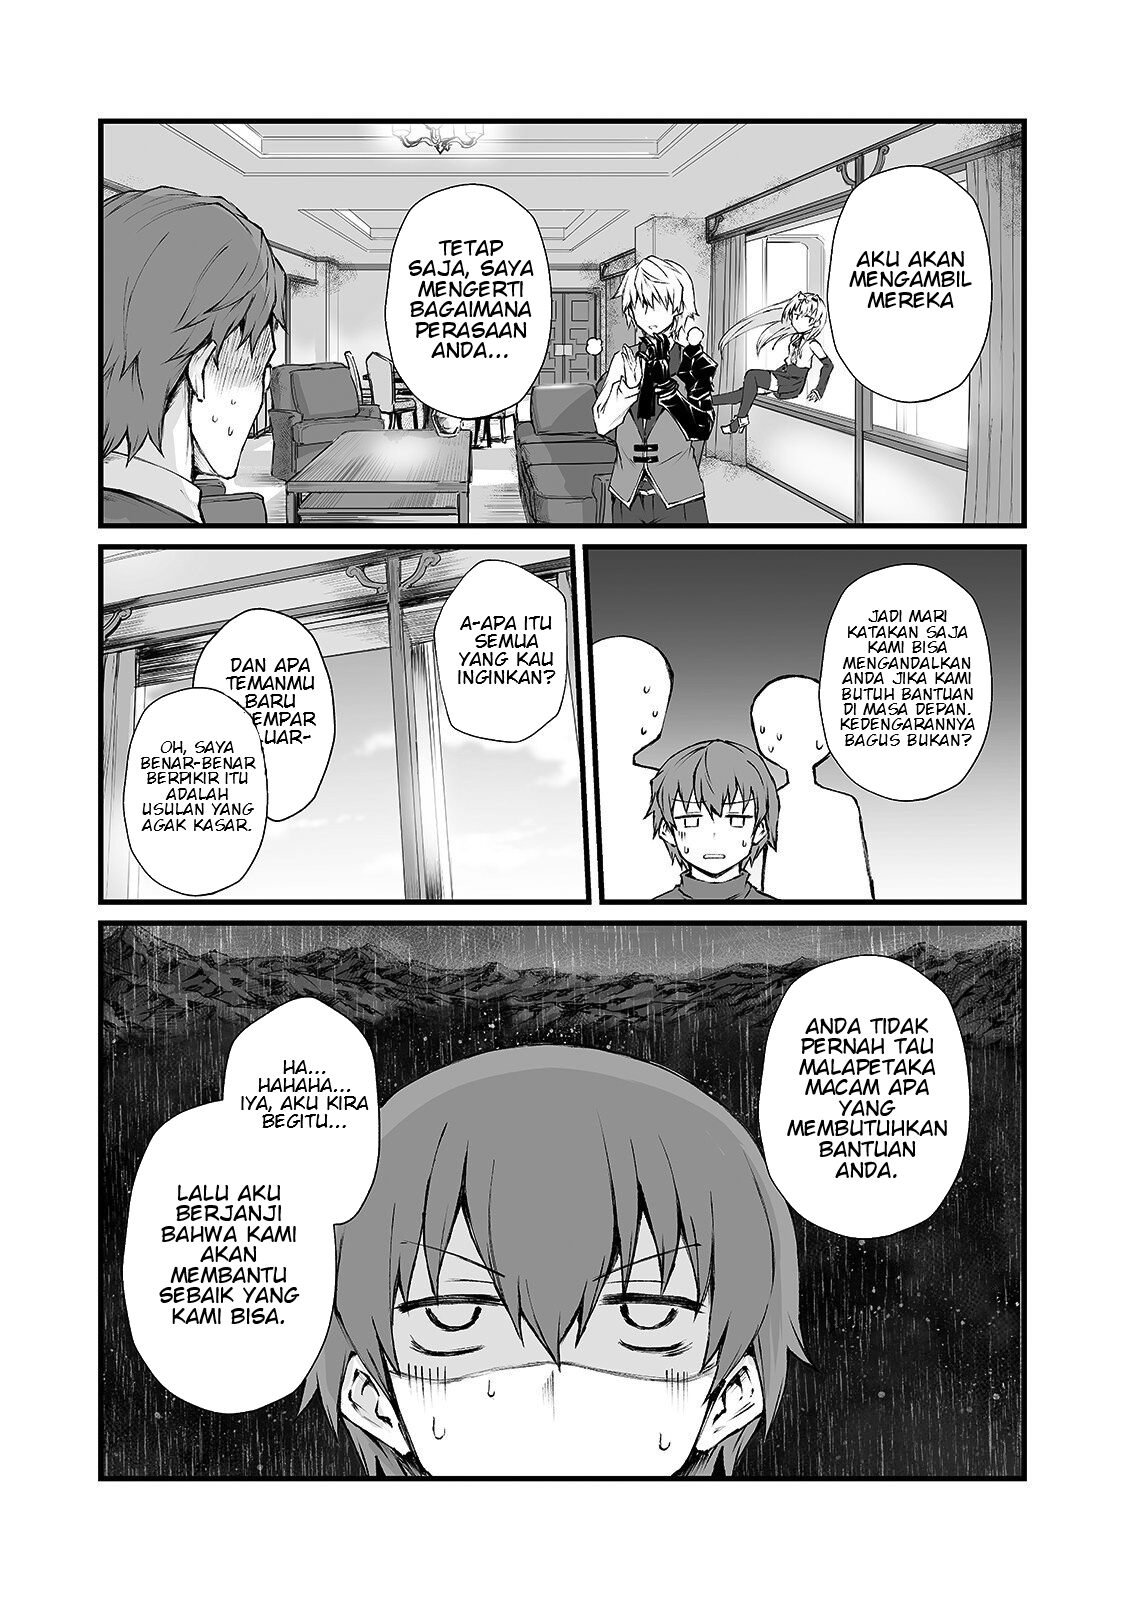 AKU AKAN
MENGAMBIL
MEREKA
TETAP
SAJA, SAYA
MENGERTI
BAGAIMANA
PERASAAN
ANDA...
JADI MARI
KATAKAN SAJA
KAMI BISA
MENGANDALKAN
ANDA JIKA KAMI
BUTUH BANTUAN
DI MASA DEPAN.
KEDENGARANNYA
BAGUS BUKAN?
A-APA ITU
SEMUA
YANG KAU
INGINKAN?
DAN APA
TEMANMU
BARU
EMPAR
LUAR-
OH, SAYA
BENAR-BENAR
BERPIKIR ITU
ADALAH
USULAN YANG
AGAK KASAR.
ANDA TIDAK
PERNAH TAU
MALAPETAKA
MACAM APA
YANG
MEMBUTUHKAN
BANTUAN
ANDA.
HA...
HAHAHA...
IYA, AKU KIRA
BEGITU...
LALU AKU
BERJANJI
BAHWA KAMI
AKAN
MEMBANTU
SEBAIK YANG
KAMI BISA.